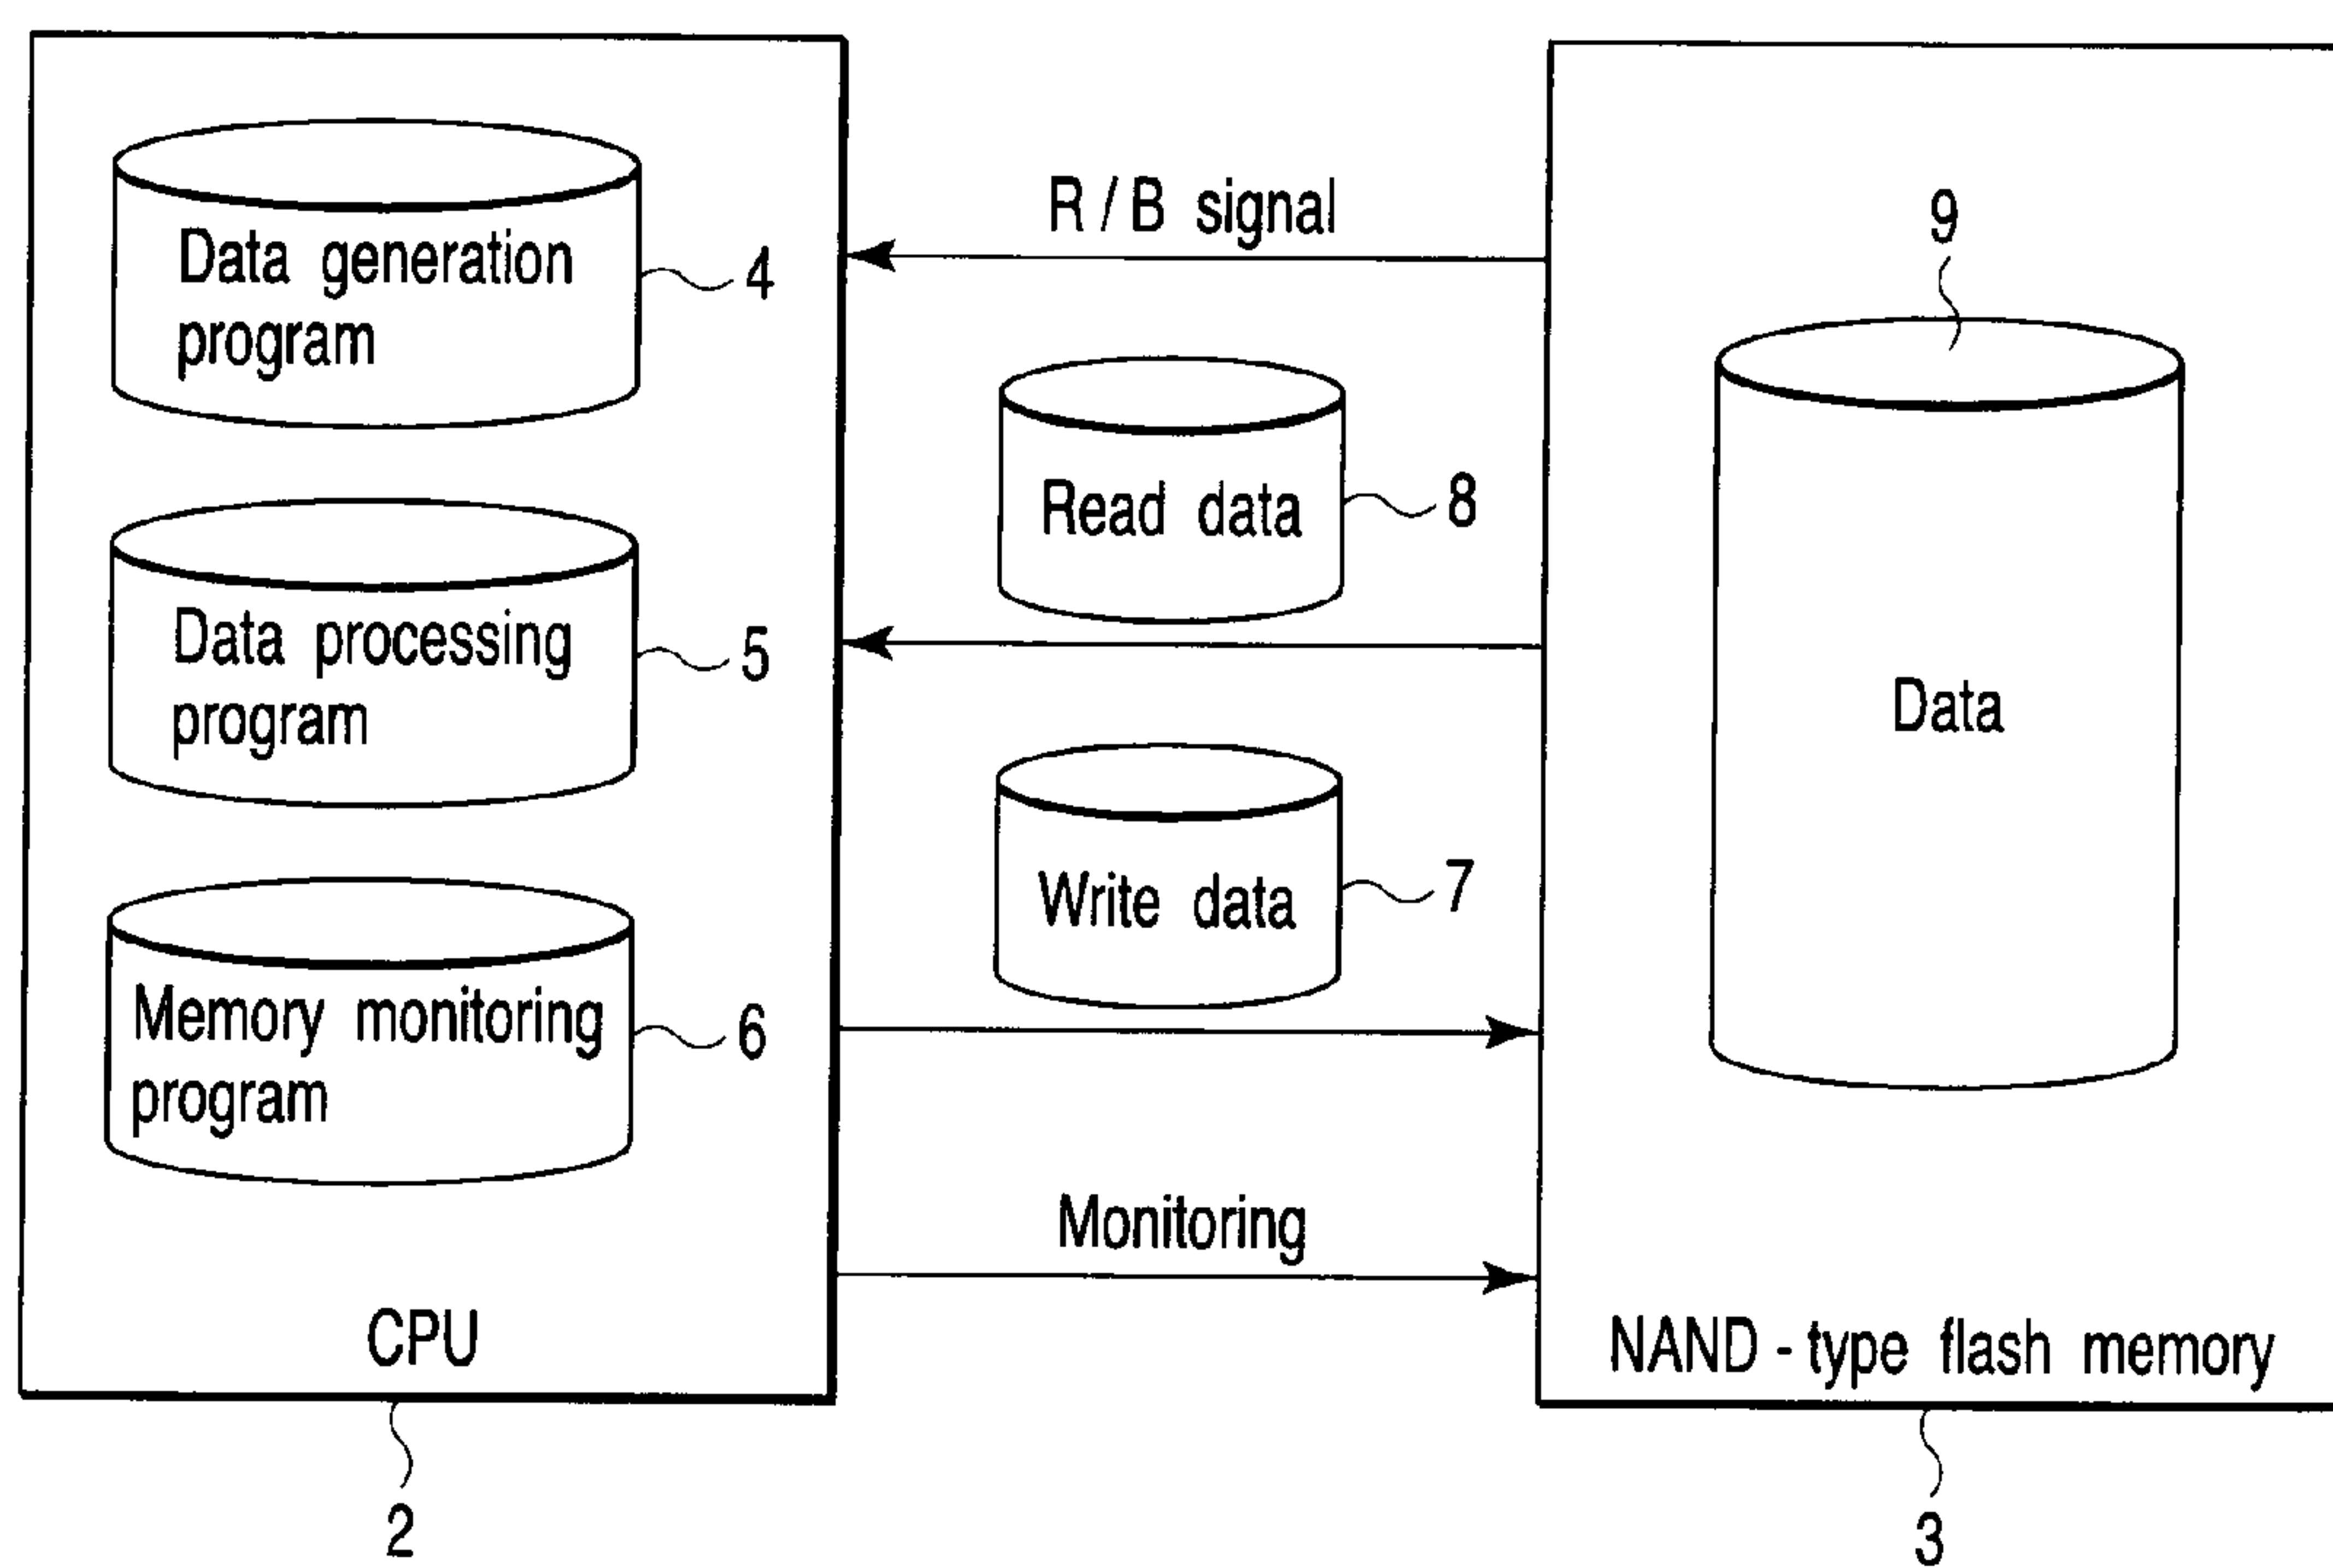 Data generation
program
4
Data processing
program
5
Memory monitoring
program
6
CPU
2
R / B signal
Read data
8
Write data
7
Monitoring
9
Data
NAND - type flash memory
3